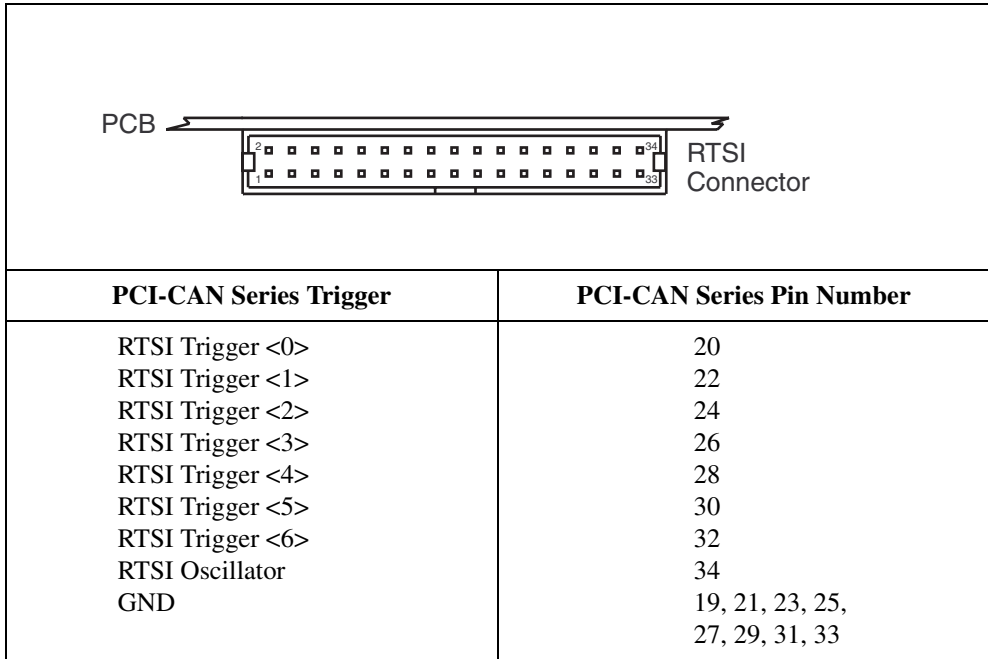 PCB
2
34
RTSI
Connector
1
33
PCI-CAN Series Trigger
PCI-CAN Series Pin Number
RTSI Trigger <0>
20
RTSI Trigger <1>
22
RTSI Trigger <2>
24
RTSI Trigger <3>
26
RTSI Trigger <4>
28
RTSI Trigger <5>
30
RTSI Trigger <6>
32
RTSI Oscillator
34
GND
19, 21, 23, 25,
27, 29, 31, 33